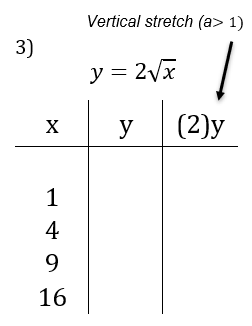 Vertical stretch (a> 1)
3)
y = 2√x
x y (2)y
1
4
9
16